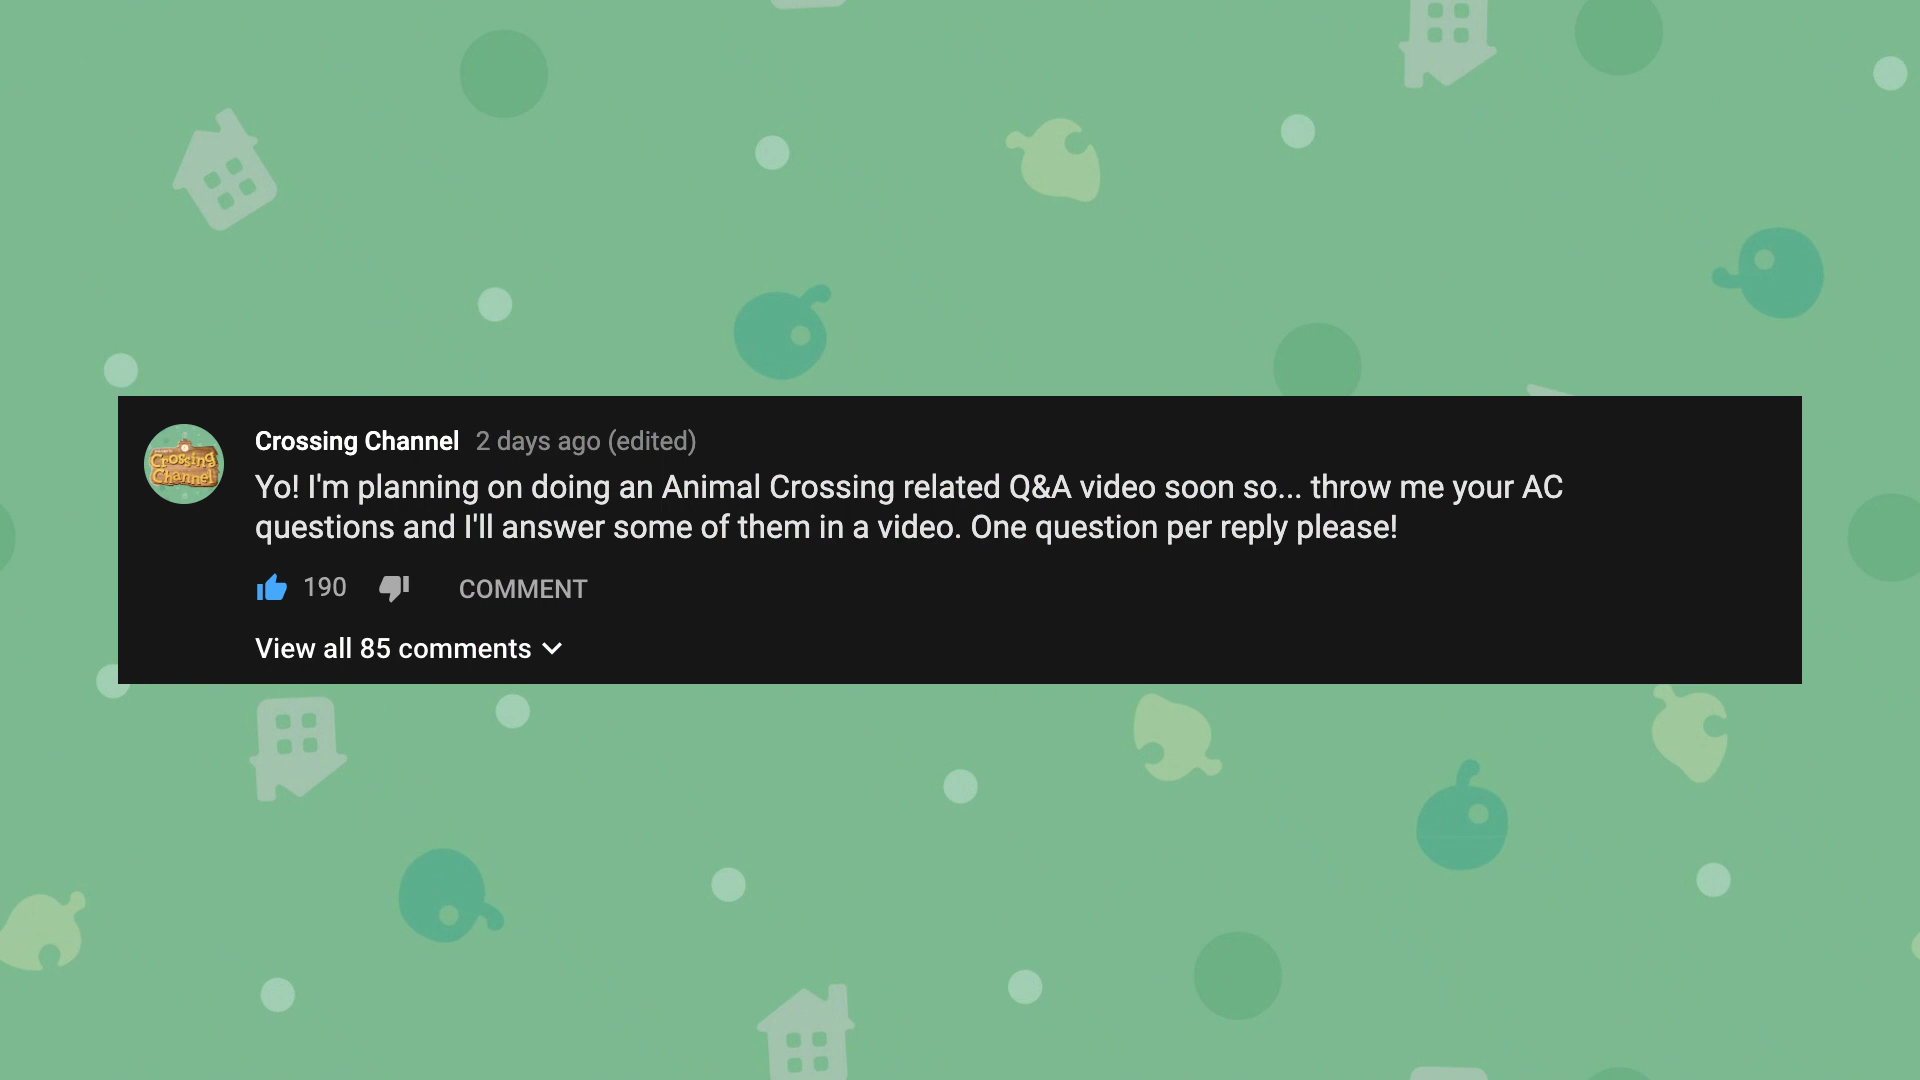 Crossing Channel 2 days ago (edited)
Crossing
Channel
Yo! I'm planning on doing an Animal Crossing related Q&A video soon so... throw me your AC
questions and I'll answer some of them in a video. One question per reply please!
190 COMMENT
View all 85 comments